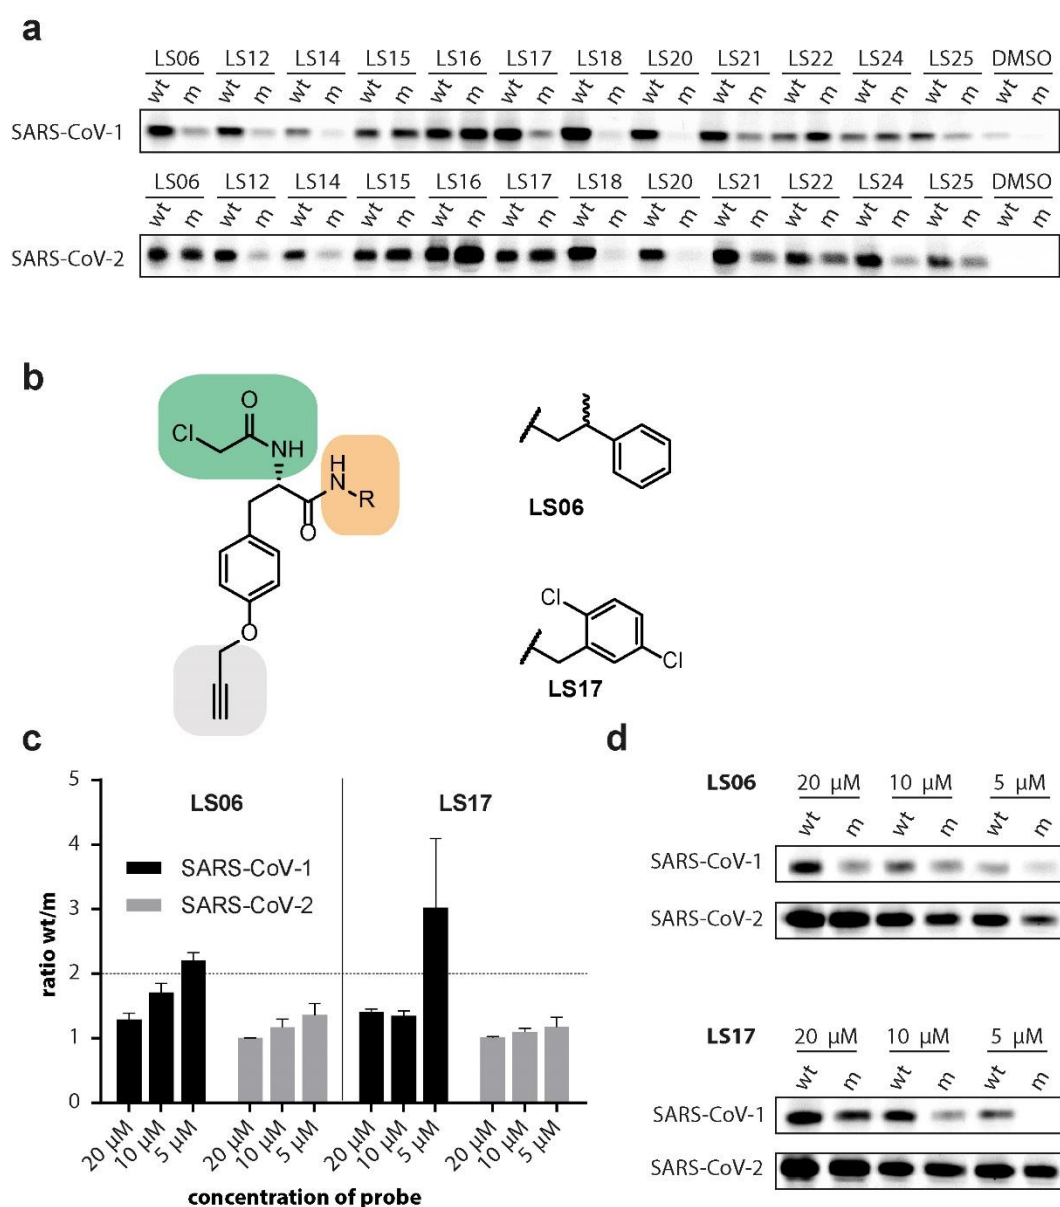 a
LS06 LS12 LS14 LS15 LS16 LS17 LS18 LS20 LS21 LS22 LS24 LS25 DMSO
wt m wt m wt m wt m wt m wt m wt m wt m wt m wt m wt m wt m wt m
SARS-CoV-1
LS06 LS12 LS14 LS15 LS16 LS17 LS18 LS20 LS21 LS22 LS24 LS25 DMSO
wt m wt m wt m wt m wt m wt m wt m wt m wt m wt m wt m wt m wt m
SARS-CoV-2
b
O
Cl
NH
H
N
R
O
O
LS06
Cl
Cl
LS17
c
5
4
3
2
1
0
ratio wt/m
LS06 LS17
SARS-CoV-1
SARS-CoV-2
20 µM 10 µM 5 µM 20 µM 10 µM 5 µM 20 µM 10 µM 5 µM 20 µM 10 µM 5 µM
concentration of probe
d
LS06 20 µM 10 µM 5 µM
wt m wt m wt m
SARS-CoV-1
SARS-CoV-2
LS17 20 µM 10 µM 5 µM
wt m wt m wt m
SARS-CoV-1
SARS-CoV-2